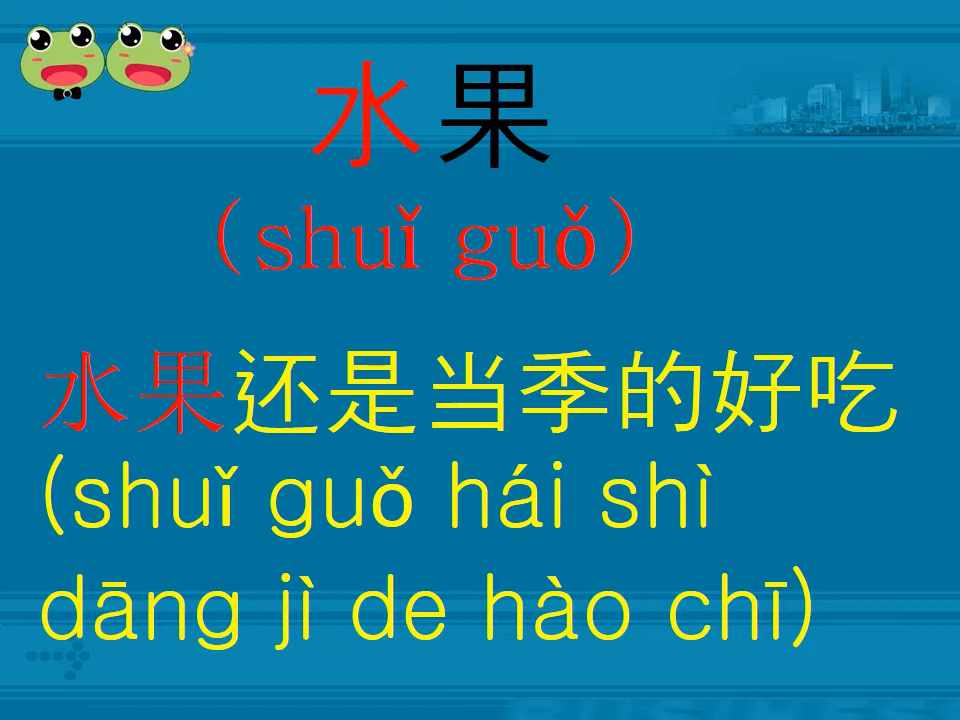 水果
(shuǐ guǒ)
水果还是当季的好吃
(shuǐ guǒ hái shì
dāng jì de hào chī)